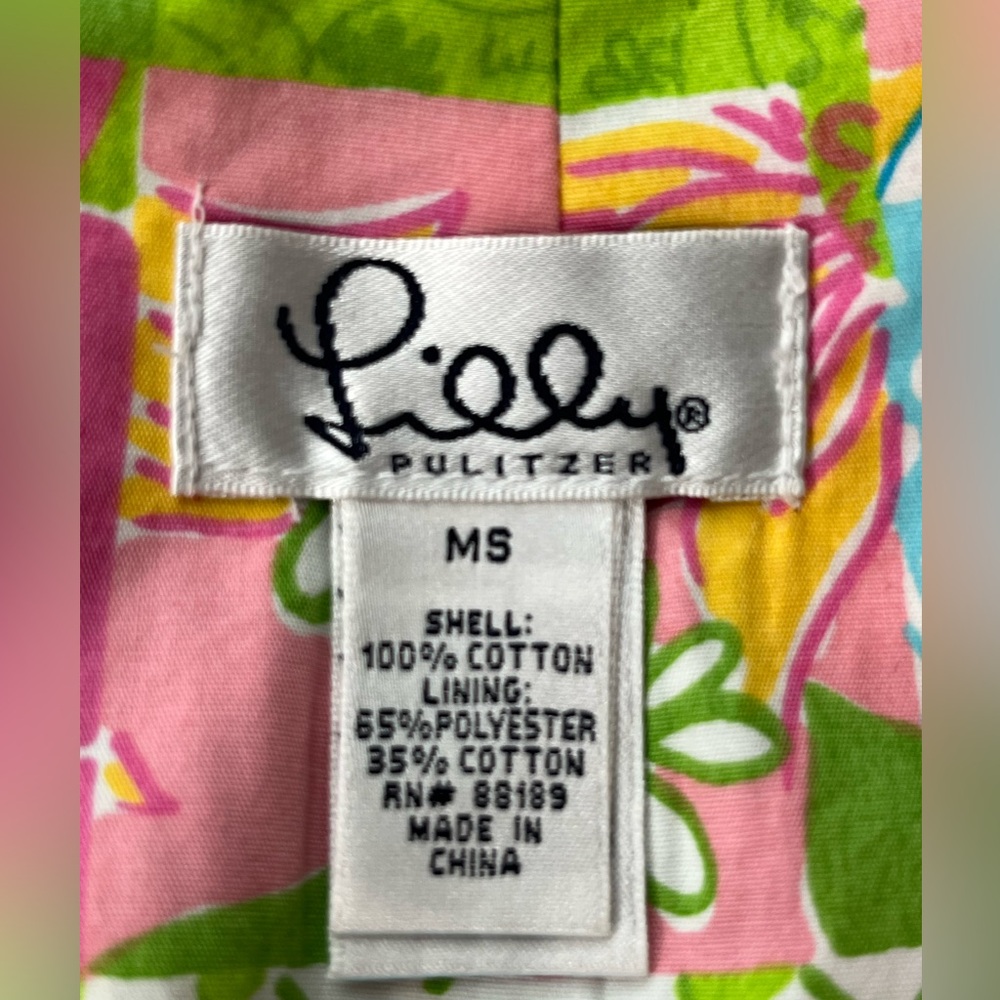 Lilly®
PULITZER
MS
SHELL:
100% COTTON
LINING:
65%POLYESTER
35% COTTON
RN# 88189
MADE IN
CHINA